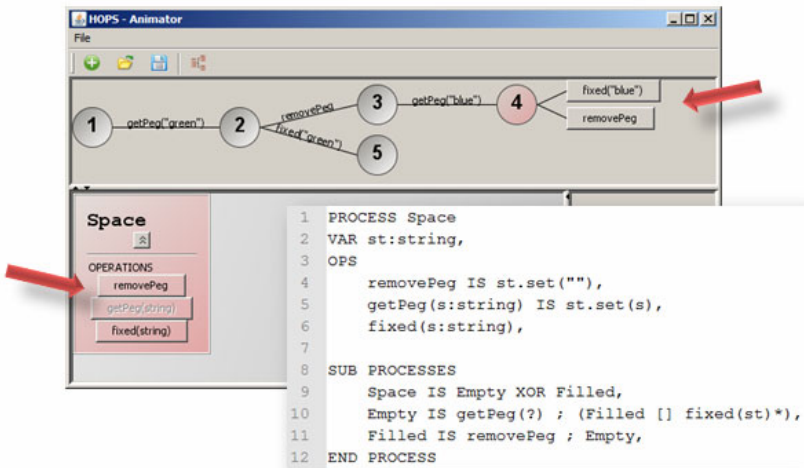 HOPS - Animator
File
1
getPeg("green")
2
removePeg
fixed("green")
3
getPeg("blue")
4
fixed("blue")
removePeg
5
Space
OPERATIONS
removePeg
getPeg(string)
fixed(string)
1 PROCESS Space
2 VAR st:string,
3 OPS
4 removePeg IS st.set(""),
5 getPeg(s:string) IS st.set(s),
6 fixed(s:string),
7
8 SUB PROCESSES
9 Space IS Empty XOR Filled,
10 Empty IS getPeg(?) ; (Filled [] fixed(st)*),
11 Filled IS removePeg ; Empty,
12 END PROCESS